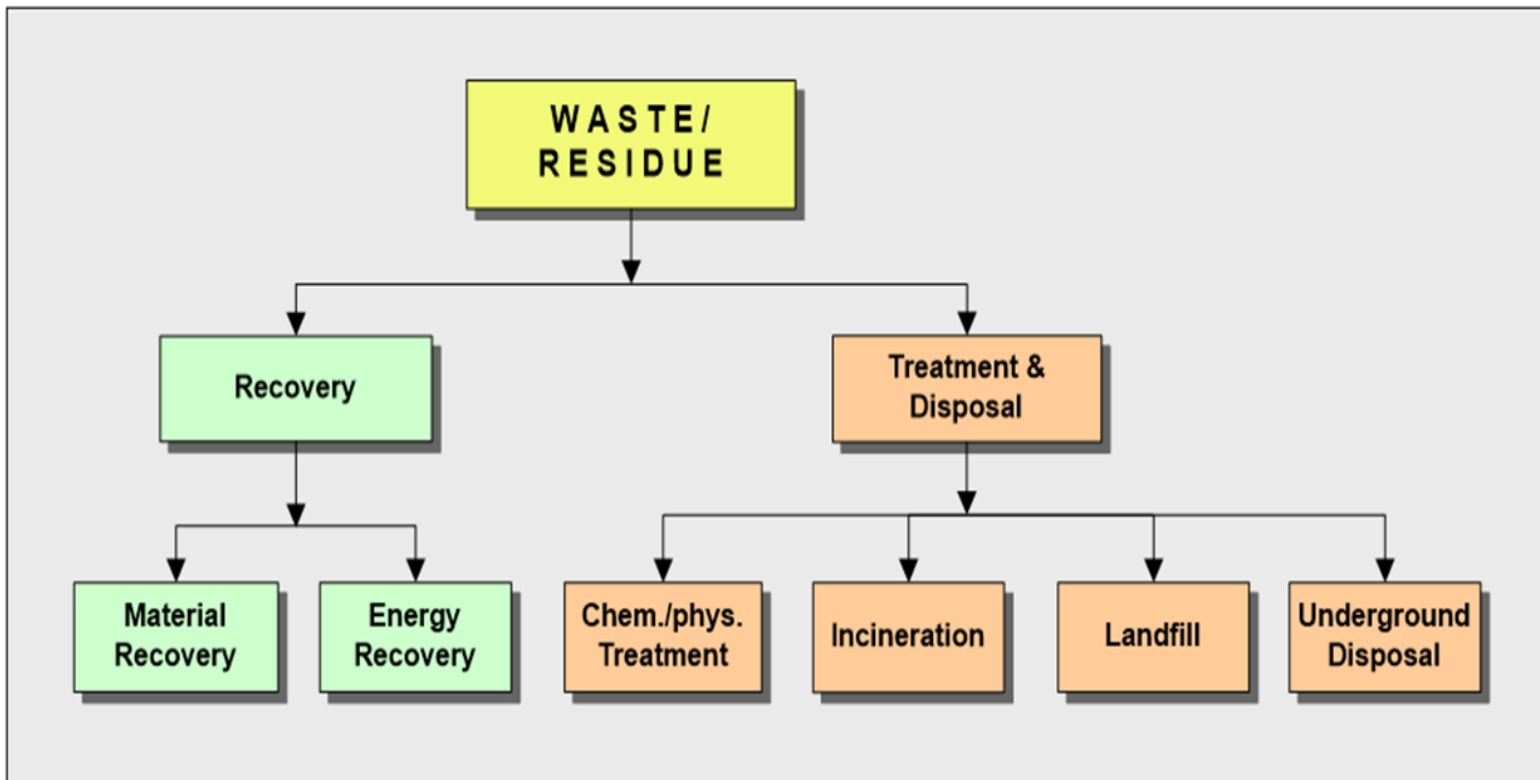 WASTE/
RESIDUE
Recovery
Treatment &
Disposal
Material
Recovery
Energy
Recovery
Chem./phys.
Treatment
Incineration
Landfill
Underground
Disposal